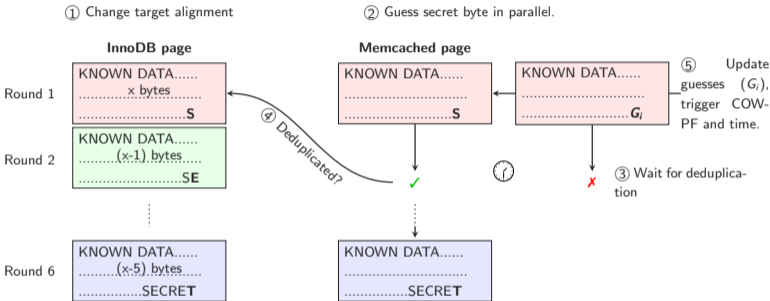 ① Change target alignment
② Guess secret byte in parallel.
InnoDB page
Memcached page
Round 1
KNOWN DATA......
..................x bytes
...............................S
KNOWN DATA......
....................................
...............................S
KNOWN DATA......
....................................
...............................Gᵢ
⑤ Update
guesses (Gᵢ),
trigger COW-
PF and time.
④ Deduplicated?
Round 2
KNOWN DATA......
.............(x-1) bytes......
..............................SE
✓
✗
③ Wait for deduplica-
tion
Round 6
KNOWN DATA......
.............(x-5) bytes......
..................SECRET
KNOWN DATA......
....................................
..................SECRET